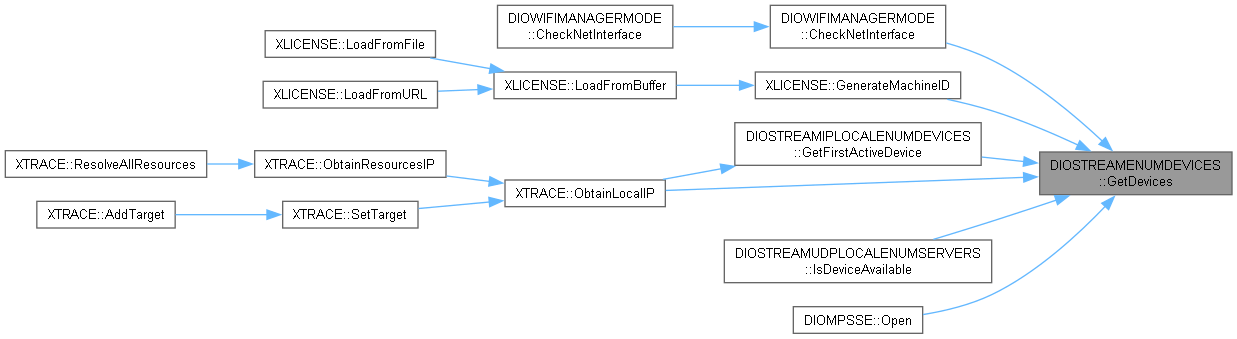 DIOWIFIMANAGERMODE
::CheckNetInterface
DIOWIFIMANAGERMODE
::CheckNetInterface
XLICENSE::LoadFromFile
XLICENSE::LoadFromURL
XLICENSE::LoadFromBuffer
XLICENSE::GenerateMachineID
DIOSTREAMIPLOCALENUMDEVICES
::GetFirstActiveDevice
XTRACE::ResolveAllResources
XTRACE::ObtainResourcesIP
DIOSTREAMENUMDEVICES
::GetDevices
XTRACE::ObtainLocalIP
XTRACE::AddTarget
XTRACE::SetTarget
DIOSTREAMUDPLOCALENUMSERVERS
::IsDeviceAvailable
DIOMPSSE::Open